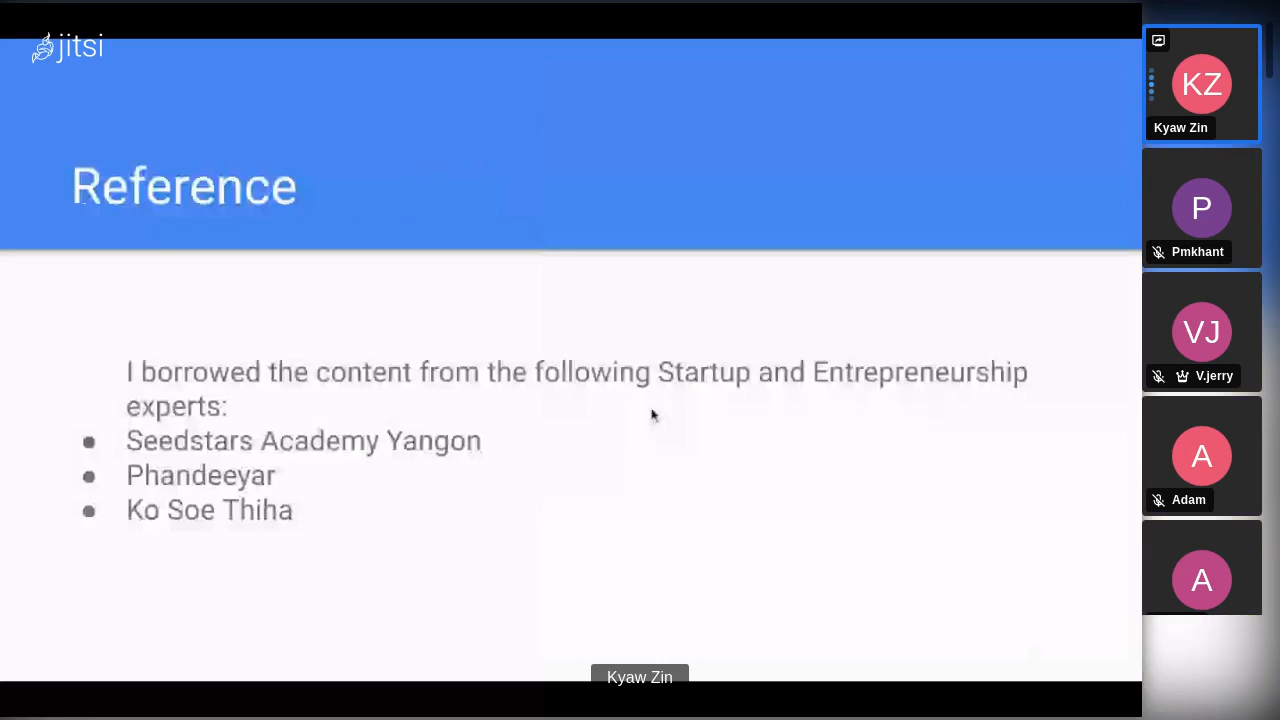 jitsi
Reference
I borrowed the content from the following Startup and Entrepreneurship
experts:
● Seedstars Academy Yangon
● Phandeeyar
● Ko Soe Thiha
Kyaw Zin
KZ
Kyaw Zin
P
Pmkhant
VJ
V.jerry
A
Adam
A